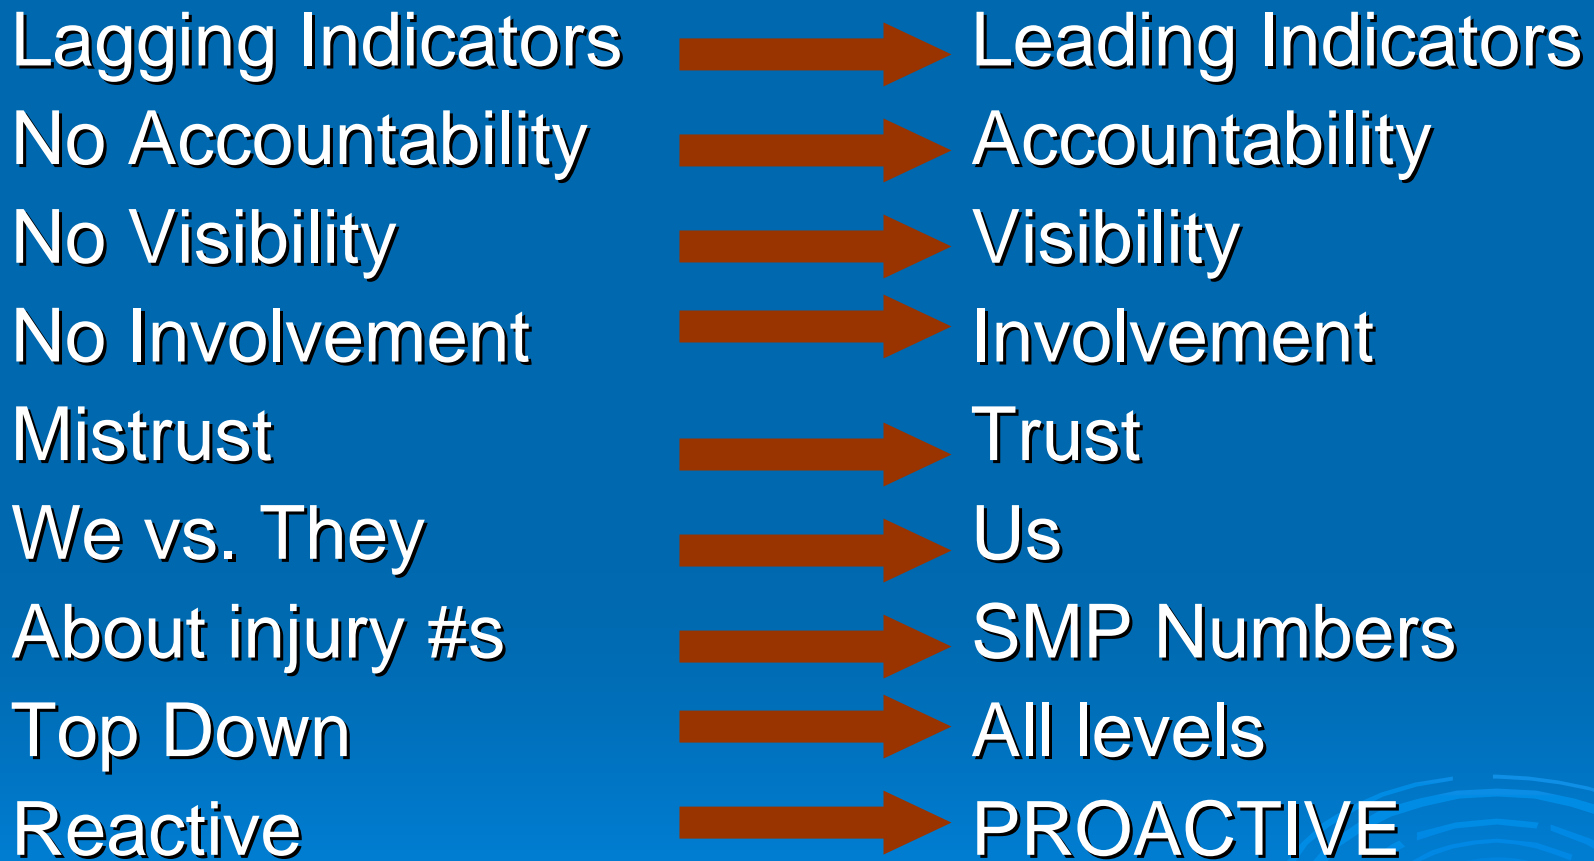 Lagging Indicators Leading Indicators
No Accountability Accountability
No Visibility Visibility
No Involvement Involvement
Mistrust Trust
We vs. They Us
About injury #s SMP Numbers
Top Down All levels
Reactive PROACTIVE